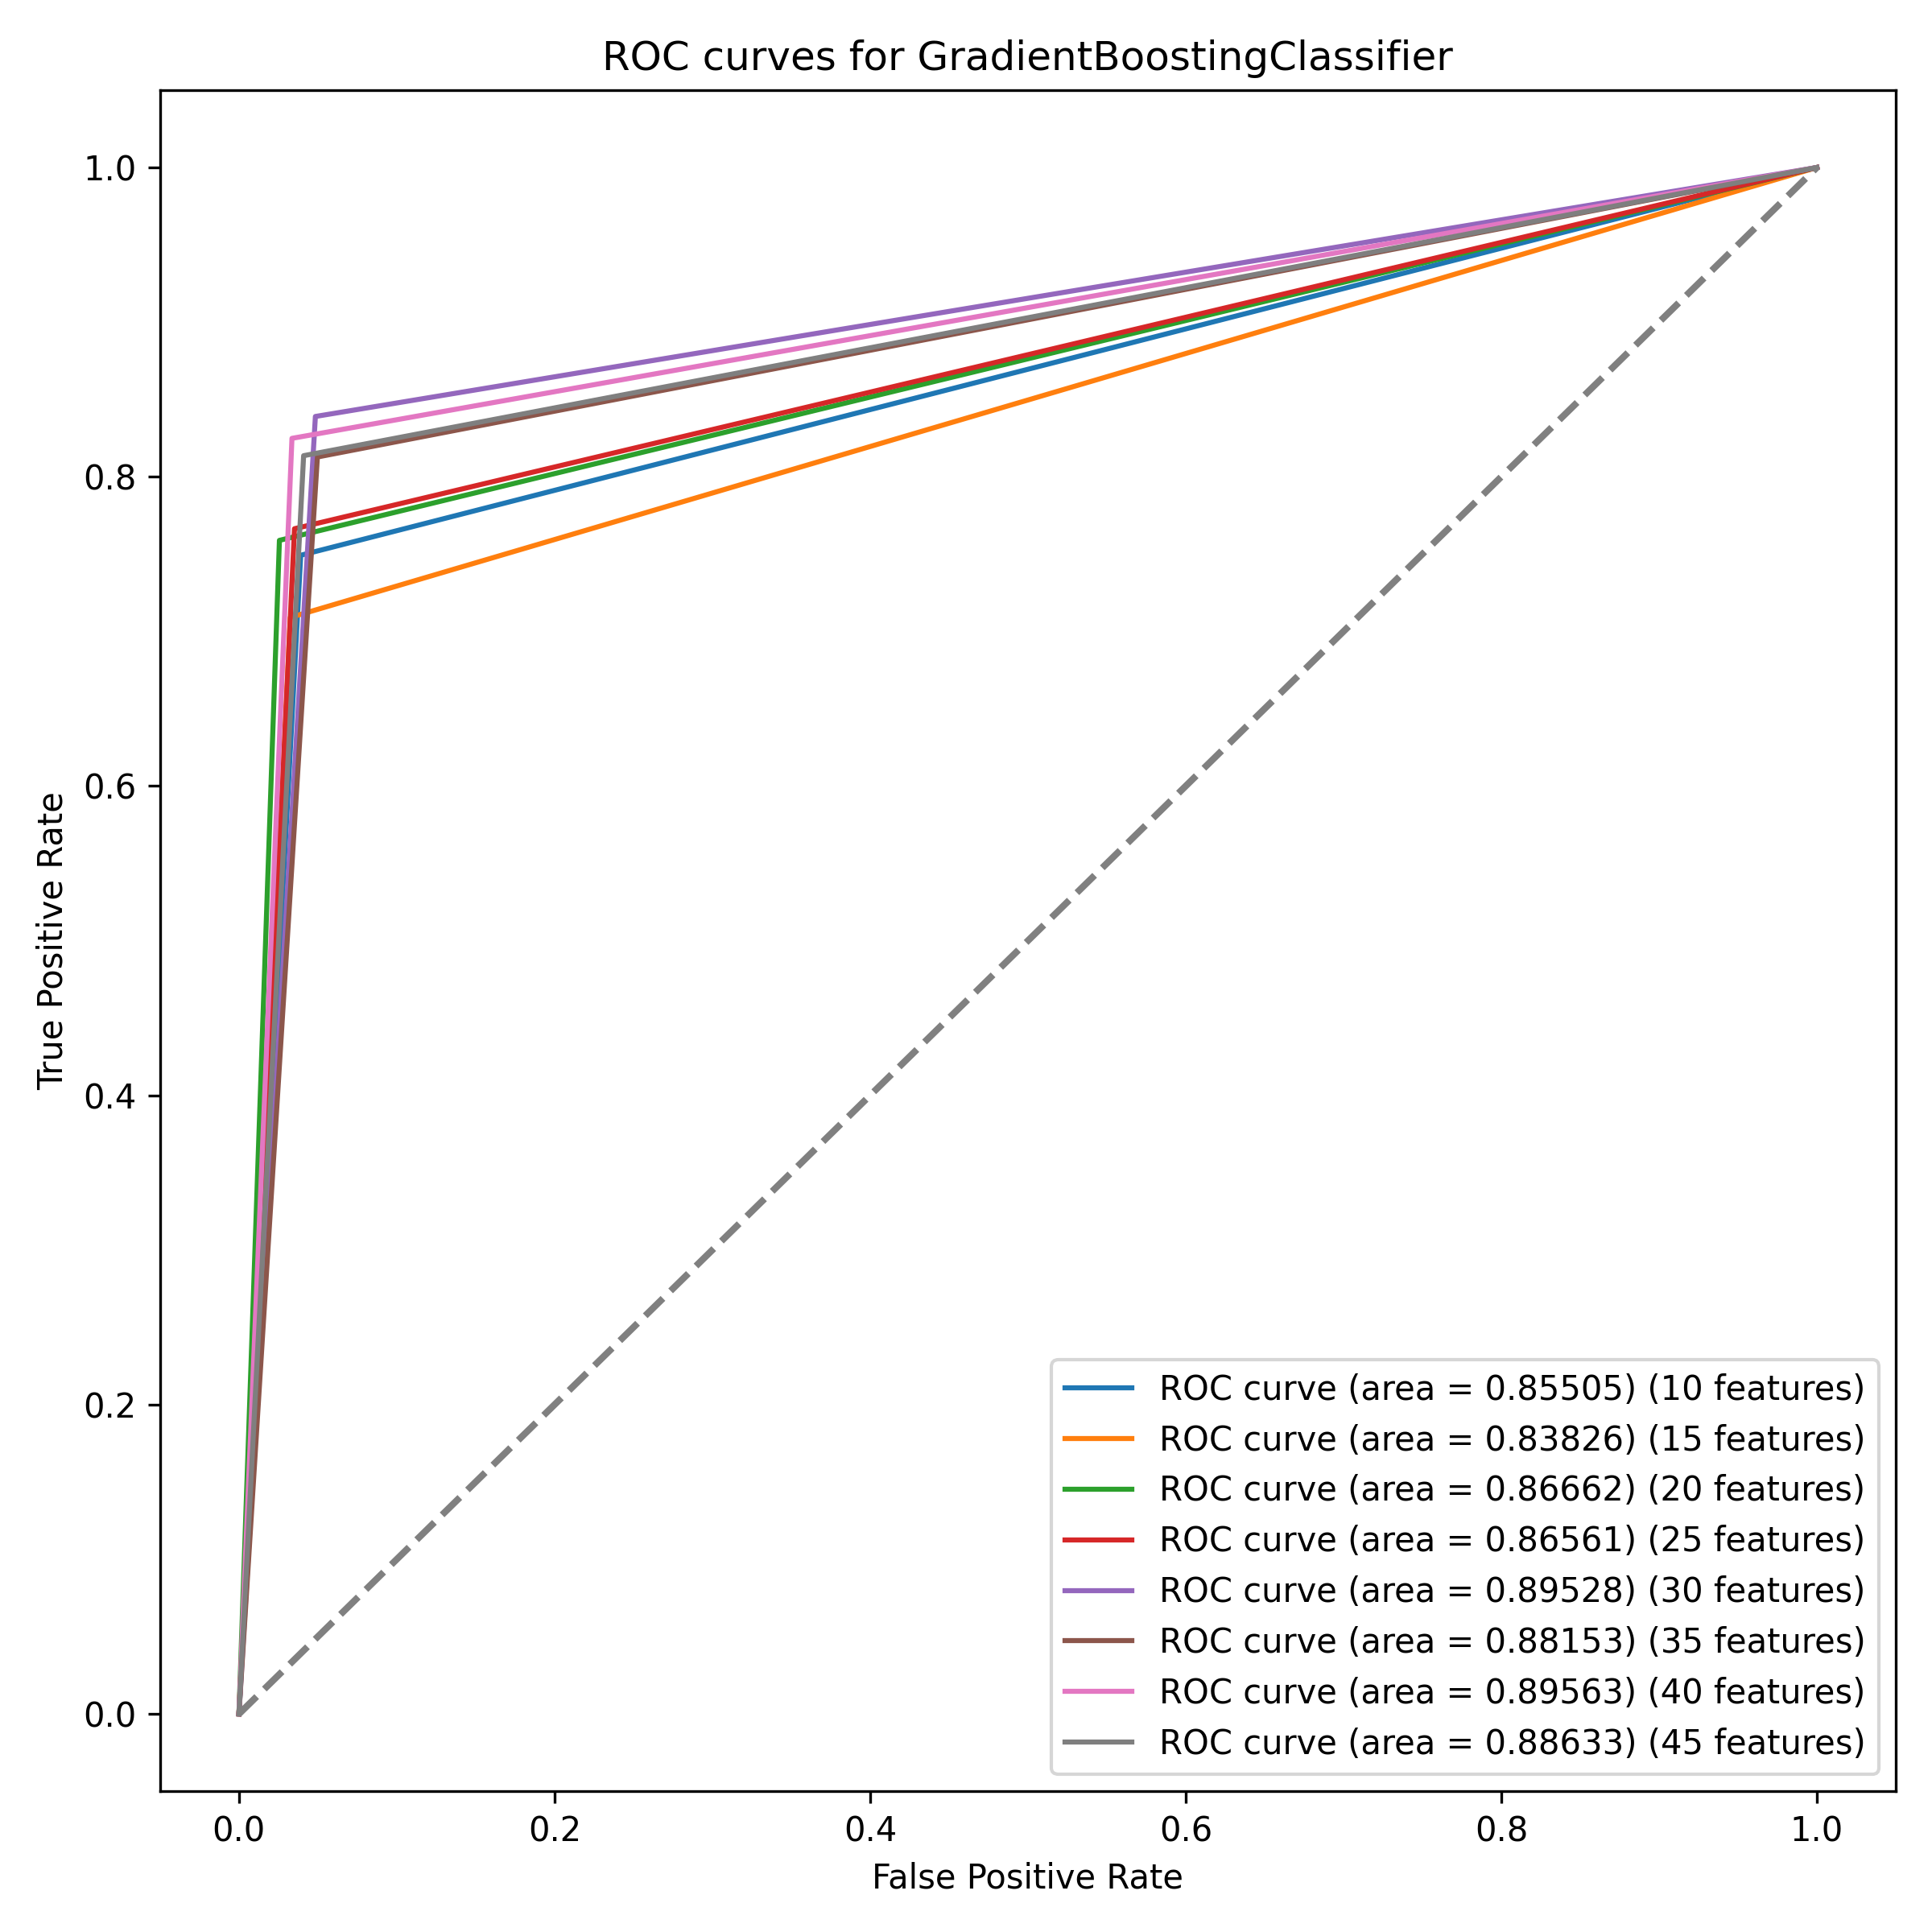 ROC curves for GradientBoostingClassifier
1.0
0.8
0.6
0.4
0.2
0.0
True Positive Rate
ROC curve (area = 0.85505) (10 features)
ROC curve (area = 0.83826) (15 features)
ROC curve (area = 0.86662) (20 features)
ROC curve (area = 0.86561) (25 features)
ROC curve (area = 0.89528) (30 features)
ROC curve (area = 0.88153) (35 features)
ROC curve (area = 0.89563) (40 features)
ROC curve (area = 0.88633) (45 features)
0.0 0.2 0.4 0.6 0.8 1.0
False Positive Rate